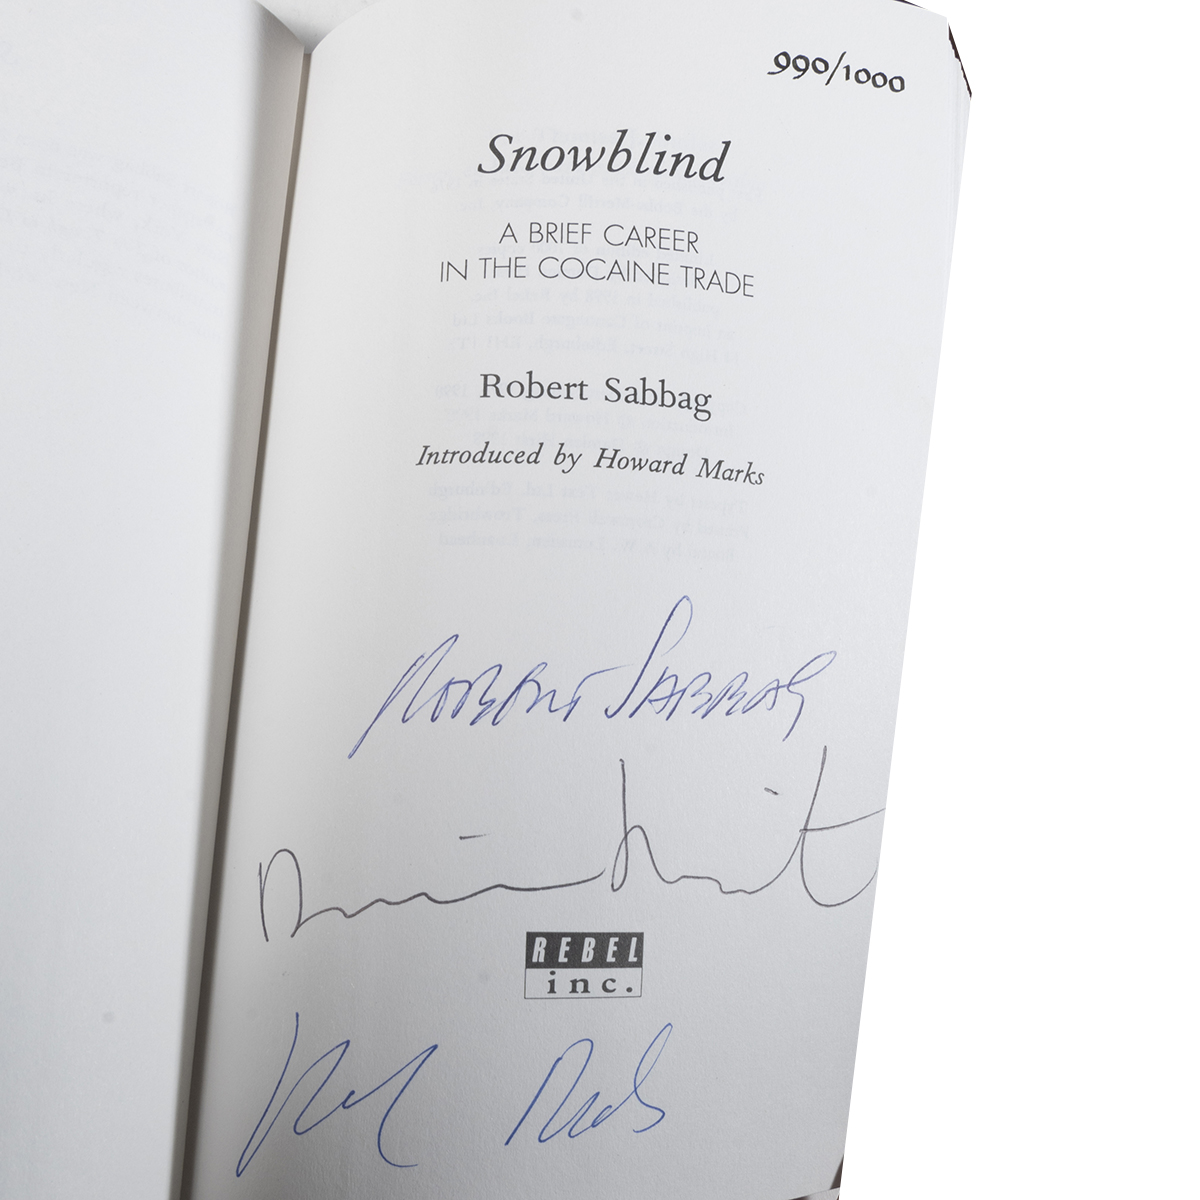 990/1000
Snowblind
A BRIEF CAREER
IN THE COCAINE TRADE
Robert Sabbag
Introduced by Howard Marks
ROBERT SABBAG
REBEL
inc.